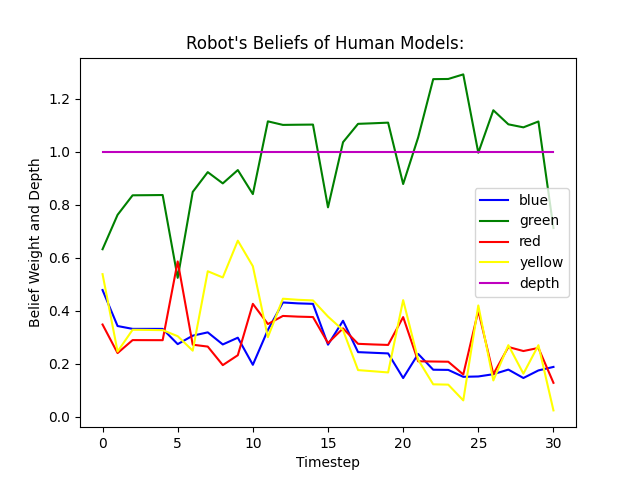 Robot's Beliefs of Human Models:
Belief Weight and Depth
1.2
1.0
0.8
0.6
0.4
0.2
0.0
blue
green
red
yellow
depth
0 5 10 15 20 25 30
Timestep